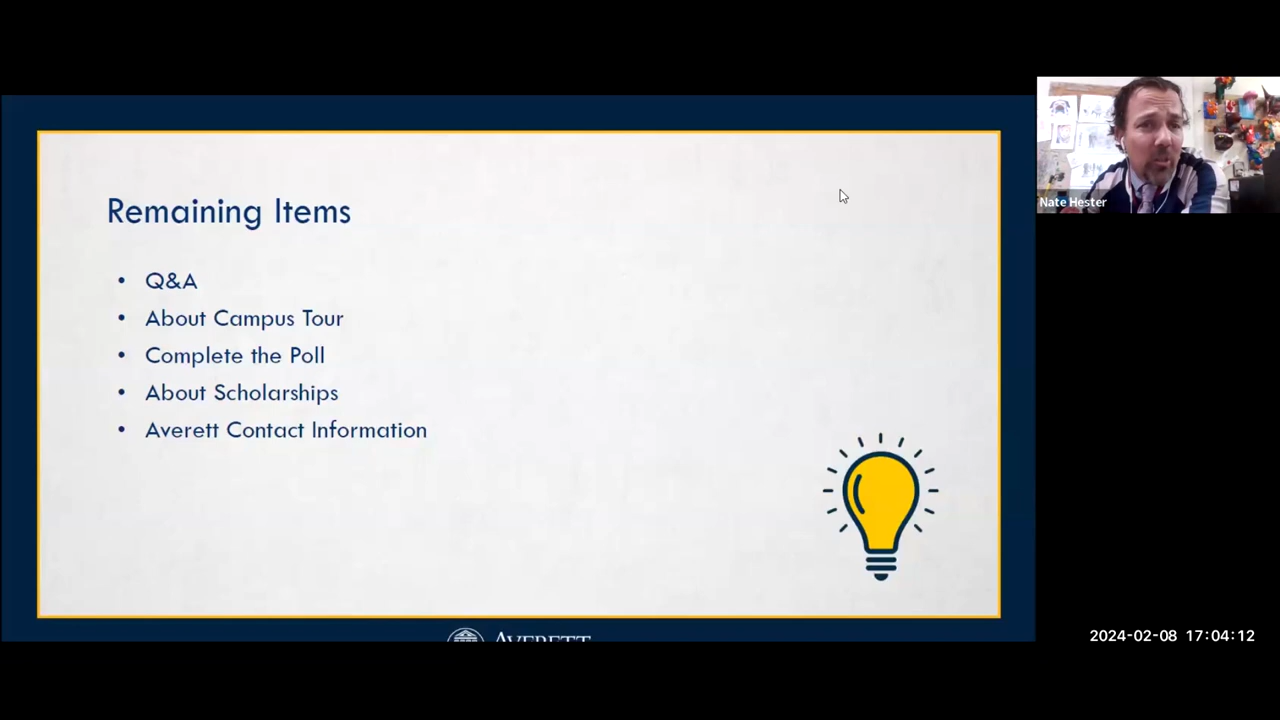 Remaining Items
• Q&A
• About Campus Tour
• Complete the Poll
• About Scholarships
• Averett Contact Information
AVERETT
Nate Hester
2024-02-08 17:04:12